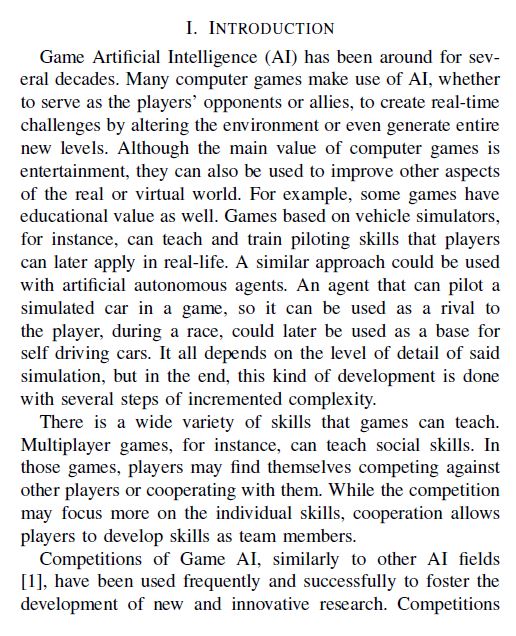 I. INTRODUCTION
Game Artificial Intelligence (AI) has been around for sev-
eral decades. Many computer games make use of AI, whether
to serve as the players' opponents or allies, to create real-time
challenges by altering the environment or even generate entire
new levels. Although the main value of computer games is
entertainment, they can also be used to improve other aspects
of the real or virtual world. For example, some games have
educational value as well. Games based on vehicle simulators,
for instance, can teach and train piloting skills that players
can later apply in real-life. A similar approach could be used
with artificial autonomous agents. An agent that can pilot a
simulated car in a game, so it can be used as a rival to
the player, during a race, could later be used as a base for
self driving cars. It all depends on the level of detail of said
simulation, but in the end, this kind of development is done
with several steps of incremented complexity.
There is a wide variety of skills that games can teach.
Multiplayer games, for instance, can teach social skills. In
those games, players may find themselves competing against
other players or cooperating with them. While the competition
may focus more on the individual skills, cooperation allows
players to develop skills as team members.
Competitions of Game AI, similarly to other AI fields
[1], have been used frequently and successfully to foster the
development of new and innovative research. Competitions